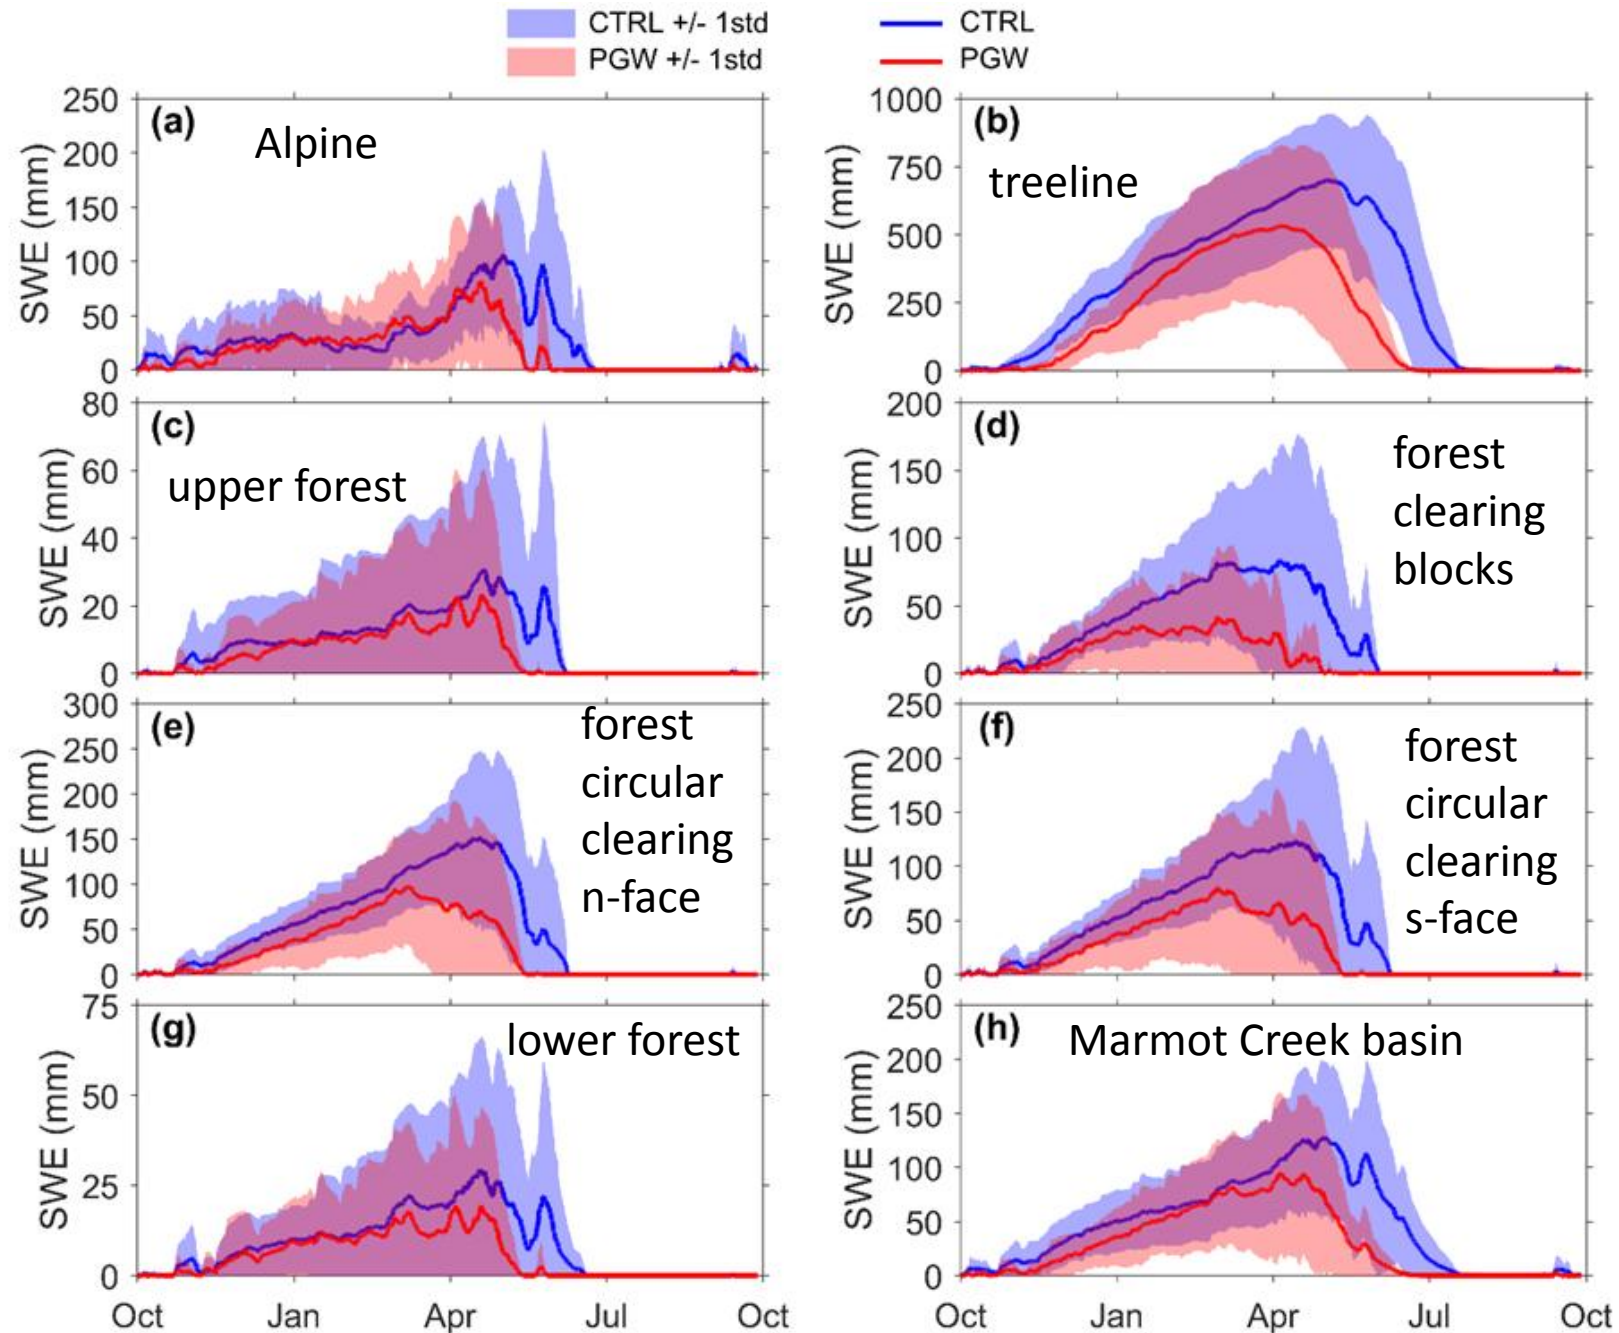 CTRL +/- 1std
CTRL
PGW +/- 1std
PGW
250
200
150
100
50
0
SWE (mm)
(a)
Alpine
1000
750
500
250
0
SWE (mm)
(b)
treeline
80
60
40
20
0
SWE (mm)
(c)
upper forest
200
150
100
50
0
SWE (mm)
(d)
forest
clearing
blocks
300
250
200
150
100
50
0
SWE (mm)
(e)
forest
circular
clearing
n-face
250
200
150
100
50
0
SWE (mm)
(f)
forest
circular
clearing
s-face
75
50
25
0
SWE (mm)
(g)
lower forest
Oct
Jan
Apr
Jul
Oct
250
200
150
100
50
0
SWE (mm)
(h)
Marmot Creek basin
Oct
Jan
Apr
Jul
Oct